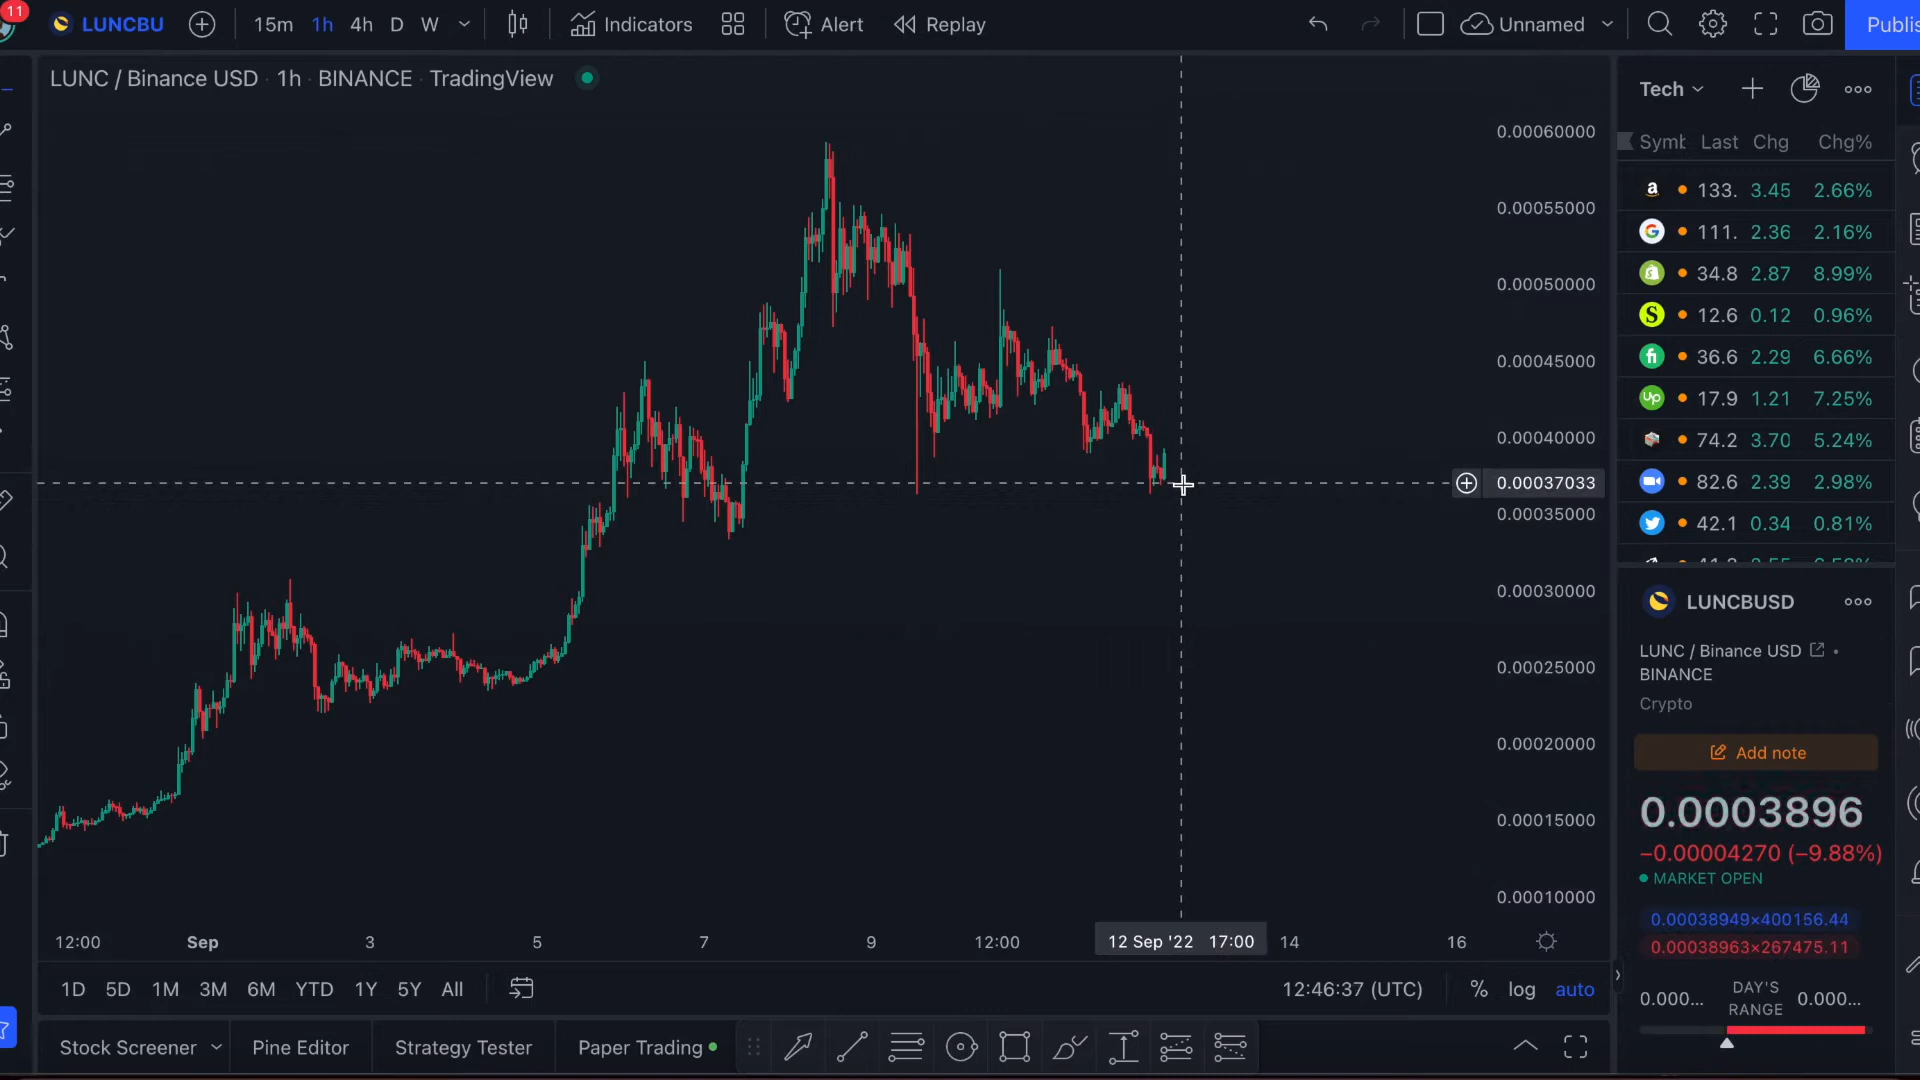 11
LUNCBU
15m 1h 4h D W
Indicators
Alert
Replay
Unnamed
Publis
LUNC / Binance USD · 1h · BINANCE · TradingView
0.00060000
0.00055000
0.00050000
0.00045000
0.00040000
0.00037033
0.00035000
0.00030000
0.00025000
0.00020000
0.00015000
0.00010000
12:00 Sep 3 5 7 9 12:00 12 Sep '22 17:00 14 16
1D 5D 1M 3M 6M YTD 1Y 5Y All
12:46:37 (UTC) % log auto
Stock Screener Pine Editor Strategy Tester Paper Trading
Tech
Symb Last Chg Chg%
a 133. 3.45 2.66%
G 111. 2.36 2.16%
34.8 2.87 8.99%
S 12.6 0.12 0.96%
fi 36.6 2.29 6.66%
Up 17.9 1.21 7.25%
74.2 3.70 5.24%
82.6 2.39 2.98%
42.1 0.34 0.81%
LUNCBUSD
LUNC / Binance USD
BINANCE
Crypto
Add note
0.0003896
−0.00004270 (−9.88%)
MARKET OPEN
0.00038949×400156.44
0.00038963×267475.11
0.000... DAY'S RANGE 0.000...